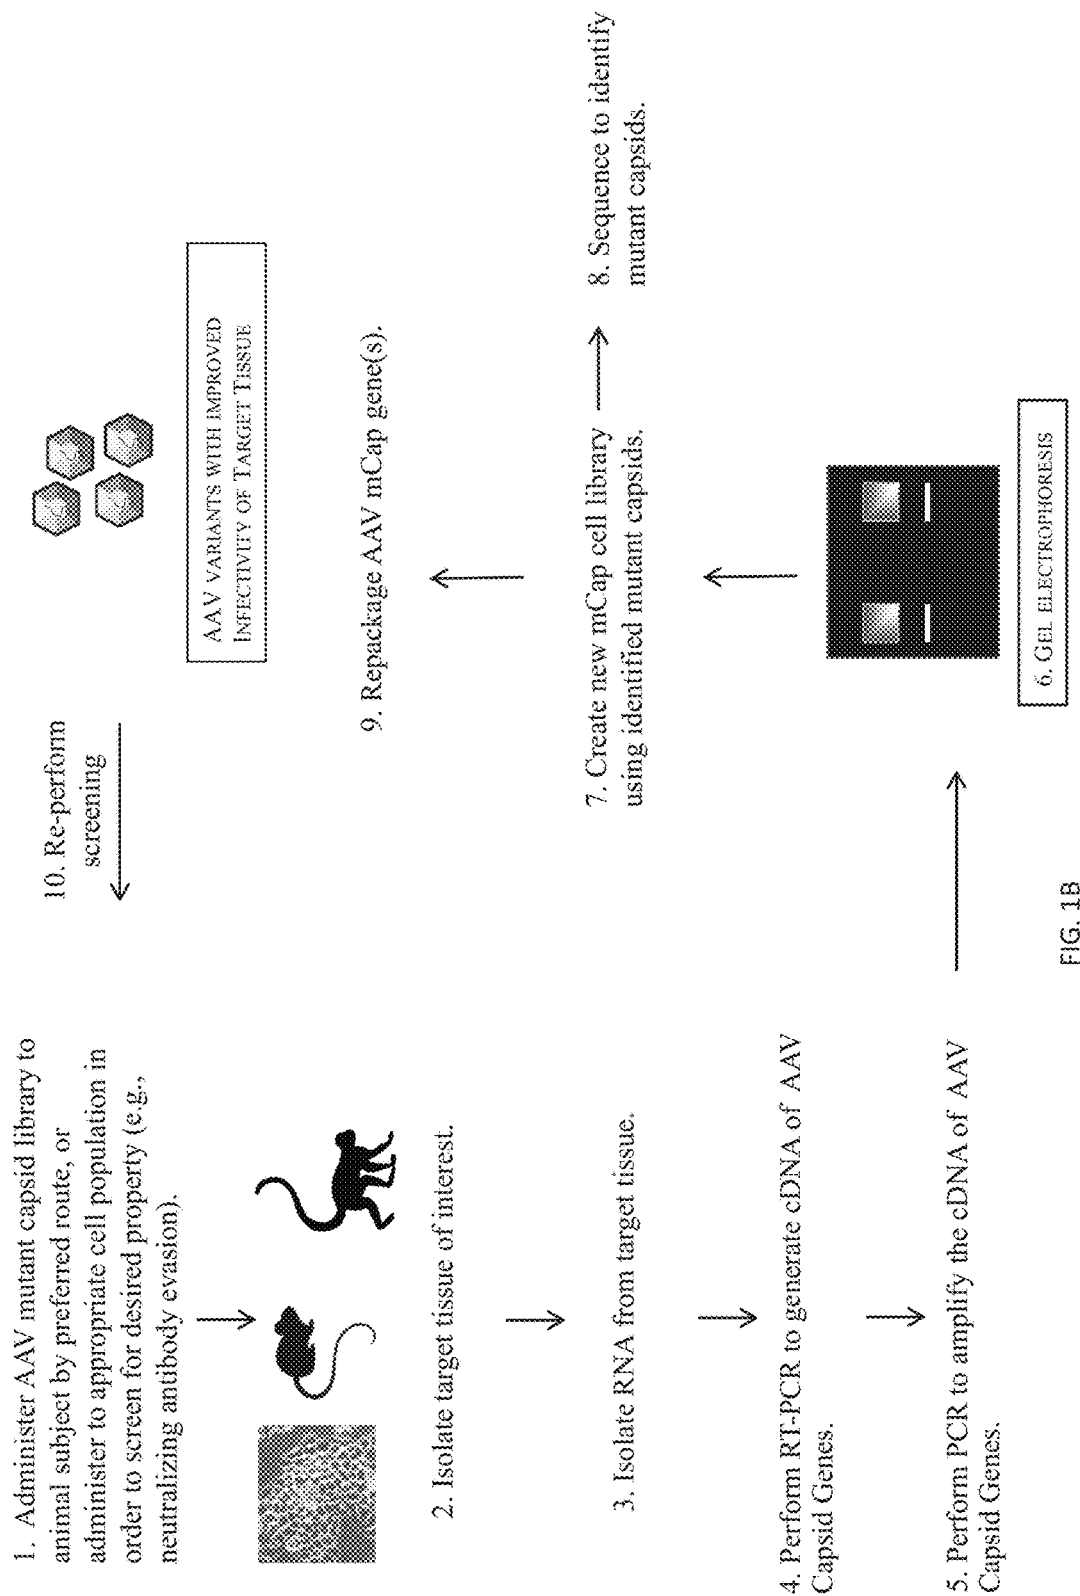 1. Administer AAV mutant capsid library to
animal subject by preferred route, or
administer to appropriate cell population in
order to screen for desired property (e.g.,
neutralizing antibody evasion).
2. Isolate target tissue of interest.
3. Isolate RNA from target tissue.
4. Perform RT-PCR to generate cDNA of AAV
Capsid Genes.
5. Perform PCR to amplify the cDNA of AAV
Capsid Genes.
6. GEL ELECTROPHORESIS
7. Create new mCap cell library
using identified mutant capsids.
8. Sequence to identify
mutant capsids.
9. Repackage AAV mCap gene(s).
AAV VARIANTS WITH IMPROVED
INFECTIVITY OF TARGET TISSUE
10. Re-perform
screening
FIG. 1B